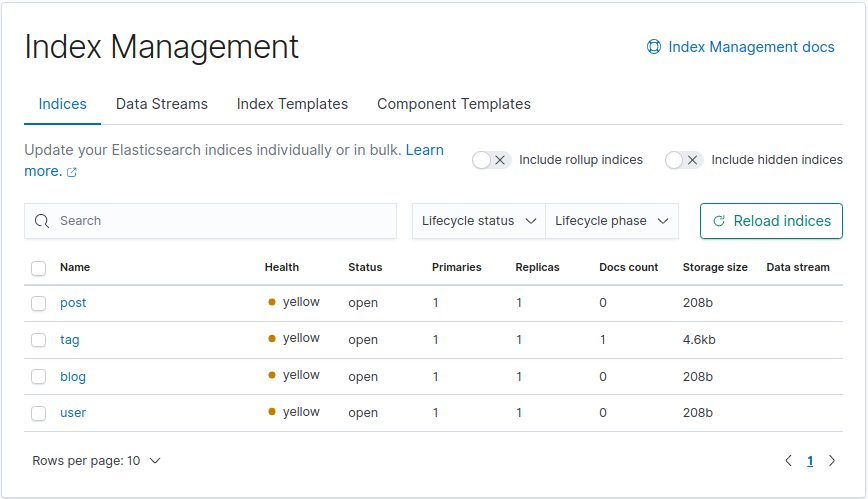 Index Management
Index Management docs
Indices Data Streams Index Templates Component Templates
Update your Elasticsearch indices individually or in bulk. Learn
more.
Include rollup indices Include hidden indices
Search Lifecycle status Lifecycle phase Reload indices
Name Health Status Primaries Replicas Docs count Storage size Data stream
post yellow open 1 1 0 208b
tag yellow open 1 1 1 4.6kb
blog yellow open 1 1 0 208b
user yellow open 1 1 0 208b
Rows per page: 10 1